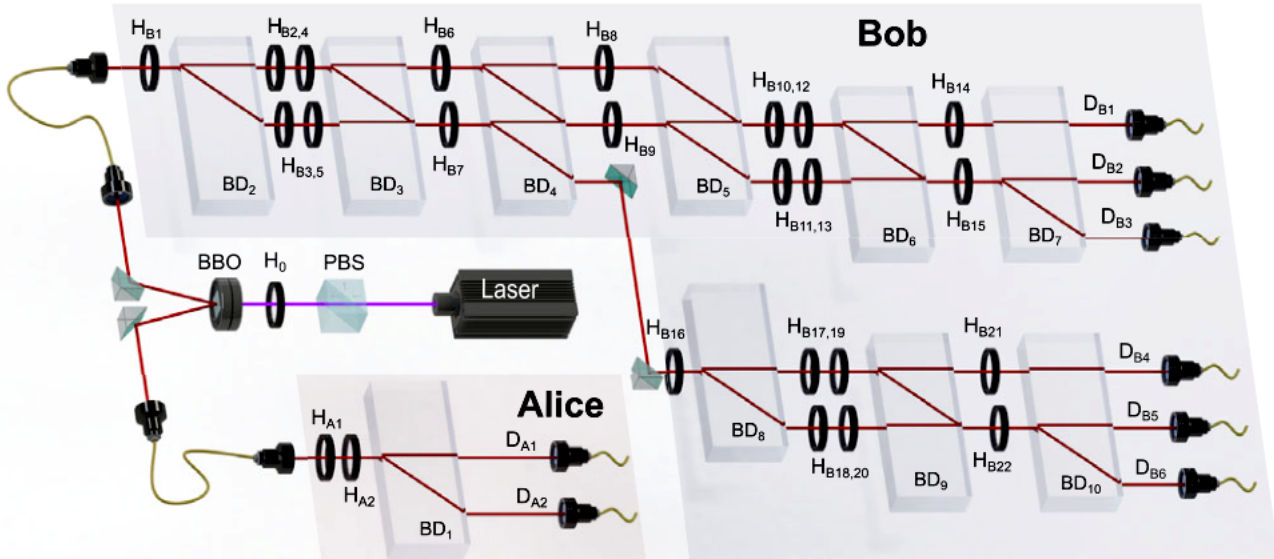 Bob
H_B1 H_B2,4 H_B6 H_B8
H_B10,12 H_B14 D_B1
H_B3,5 H_B7 H_B9 D_B2
BD_2 BD_3 BD_4 BD_5 H_B11,13 H_B15 D_B3
BD_6 BD_7
BBO H_0 PBS
Laser
H_B16 H_B17,19 H_B21 D_B4
Alice
H_A1 D_A1 BD_8 H_B18,20 H_B22 D_B5
H_A2 D_A2 BD_9 BD_10 D_B6
BD_1